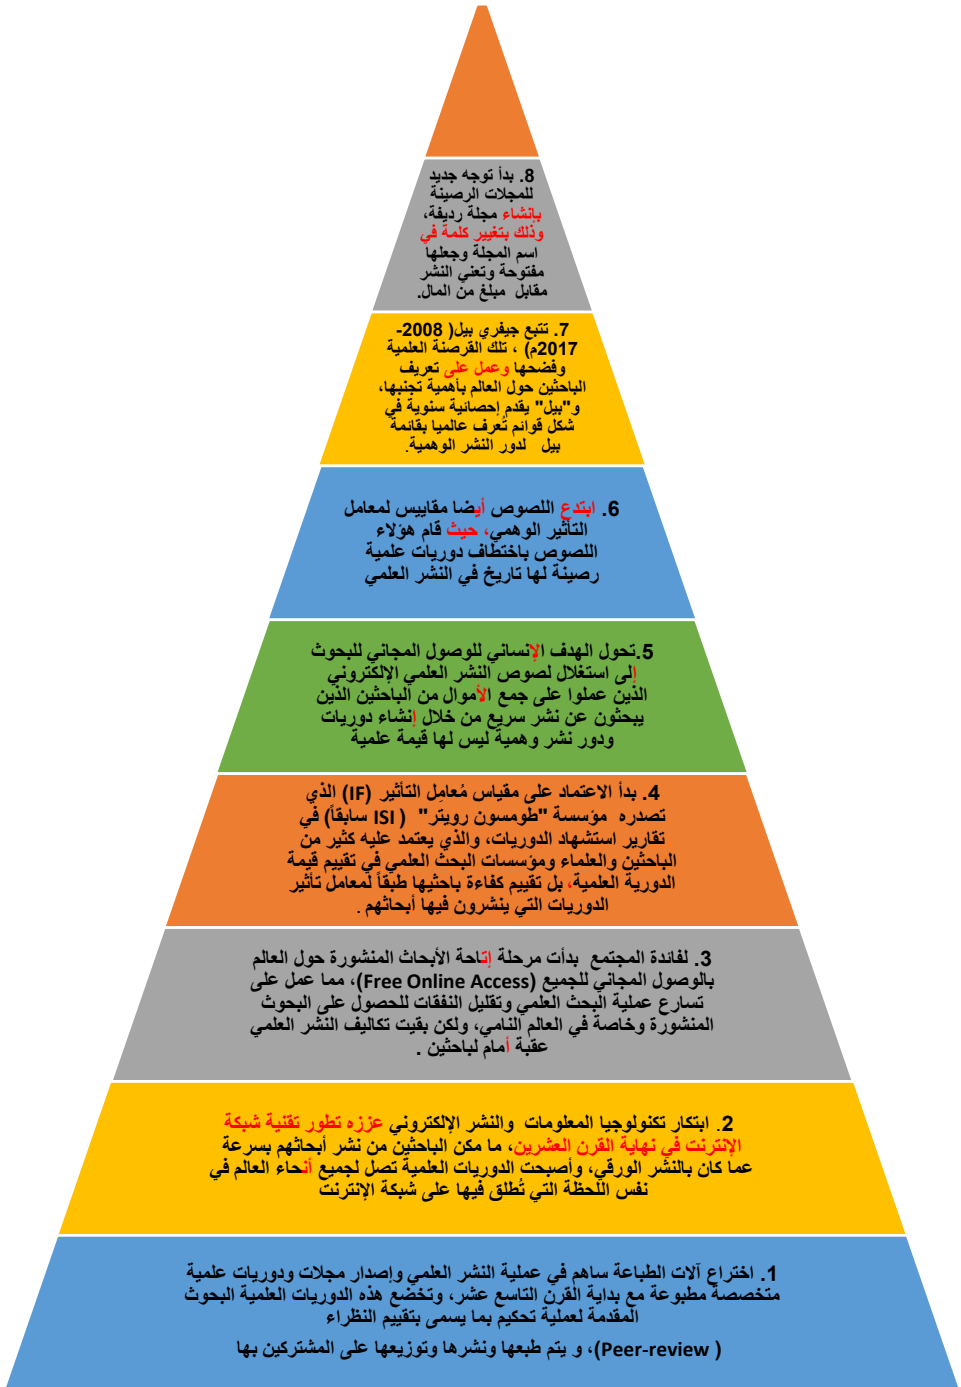 8. بدأ توجه جديد
للمجلات الرصينة
بإنشاء مجلة رديفة،
وذلك بتغيير كلمة في
اسم المجلة وجعلها
مفتوحة وتعني النشر
مقابل مبلغ من المال.
7. تتبع جيفري بيل( 2008-
2017م) ، تلك القرصنة العلمية
وفضحها وعمل على تعريف
الباحثين حول العالم بأهمية تجنبها،
و"بيل" يقدم إحصائية سنوية في
شكل قوائم تُعرف عالميا بقائمة
بيل لدور النشر الوهمية.
6. ابتدع اللصوص أيضا مقاييس لمعامل
التأثير الوهمي، حيث قام هؤلاء
اللصوص باختطاف دوريات علمية
رصينة لها تاريخ في النشر العلمي
5.تحول الهدف الإنساني للوصول المجاني للبحوث
إلى استغلال لصوص النشر العلمي الإلكتروني
الذين عملوا على جمع الأموال من الباحثين الذين
يبحثون عن نشر سريع من خلال إنشاء دوريات
ودور نشر وهمية ليس لها قيمة علمية
4. بدأ الاعتماد على مقياس مُعامِل التأثير (IF) الذي
تصدره مؤسسة "طومسون رويتر" ( ISI سابقاً) في
تقارير استشهاد الدوريات، والذي يعتمد عليه كثير من
الباحثين والعلماء ومؤسسات البحث العلمي في تقييم قيمة
الدورية العلمية، بل تقييم كفاءة باحثيها طبقاً لمعامل تأثير
الدوريات التي ينشرون فيها أبحاثهم .
3. لفائدة المجتمع بدأت مرحلة إتاحة الأبحاث المنشورة حول العالم
بالوصول المجاني للجميع (Free Online Access)، مما عمل على
تسارع عملية البحث العلمي وتقليل النفقات للحصول على البحوث
المنشورة وخاصة في العالم النامي، ولكن بقيت تكاليف النشر العلمي
عقبة أمام لباحثين .
2. ابتكار تكنولوجيا المعلومات والنشر الإلكتروني عززه تطور تقنية شبكة
الإنترنت في نهاية القرن العشرين، ما مكن الباحثين من نشر أبحاثهم بسرعة
عما كان بالنشر الورقي، وأصبحت الدوريات العلمية تصل لجميع أنحاء العالم في
نفس اللحظة التي تُطلق فيها على شبكة الإنترنت
1. اختراع آلات الطباعة ساهم في عملية النشر العلمي وإصدار مجلات ودوريات علمية
متخصصة مطبوعة مع بداية القرن التاسع عشر، وتخضع هذه الدوريات العلمية البحوث
المقدمة لعملية تحكيم بما يسمى بتقييم النظراء
( Peer-review)، و يتم طبعها ونشرها وتوزيعها على المشتركين بها